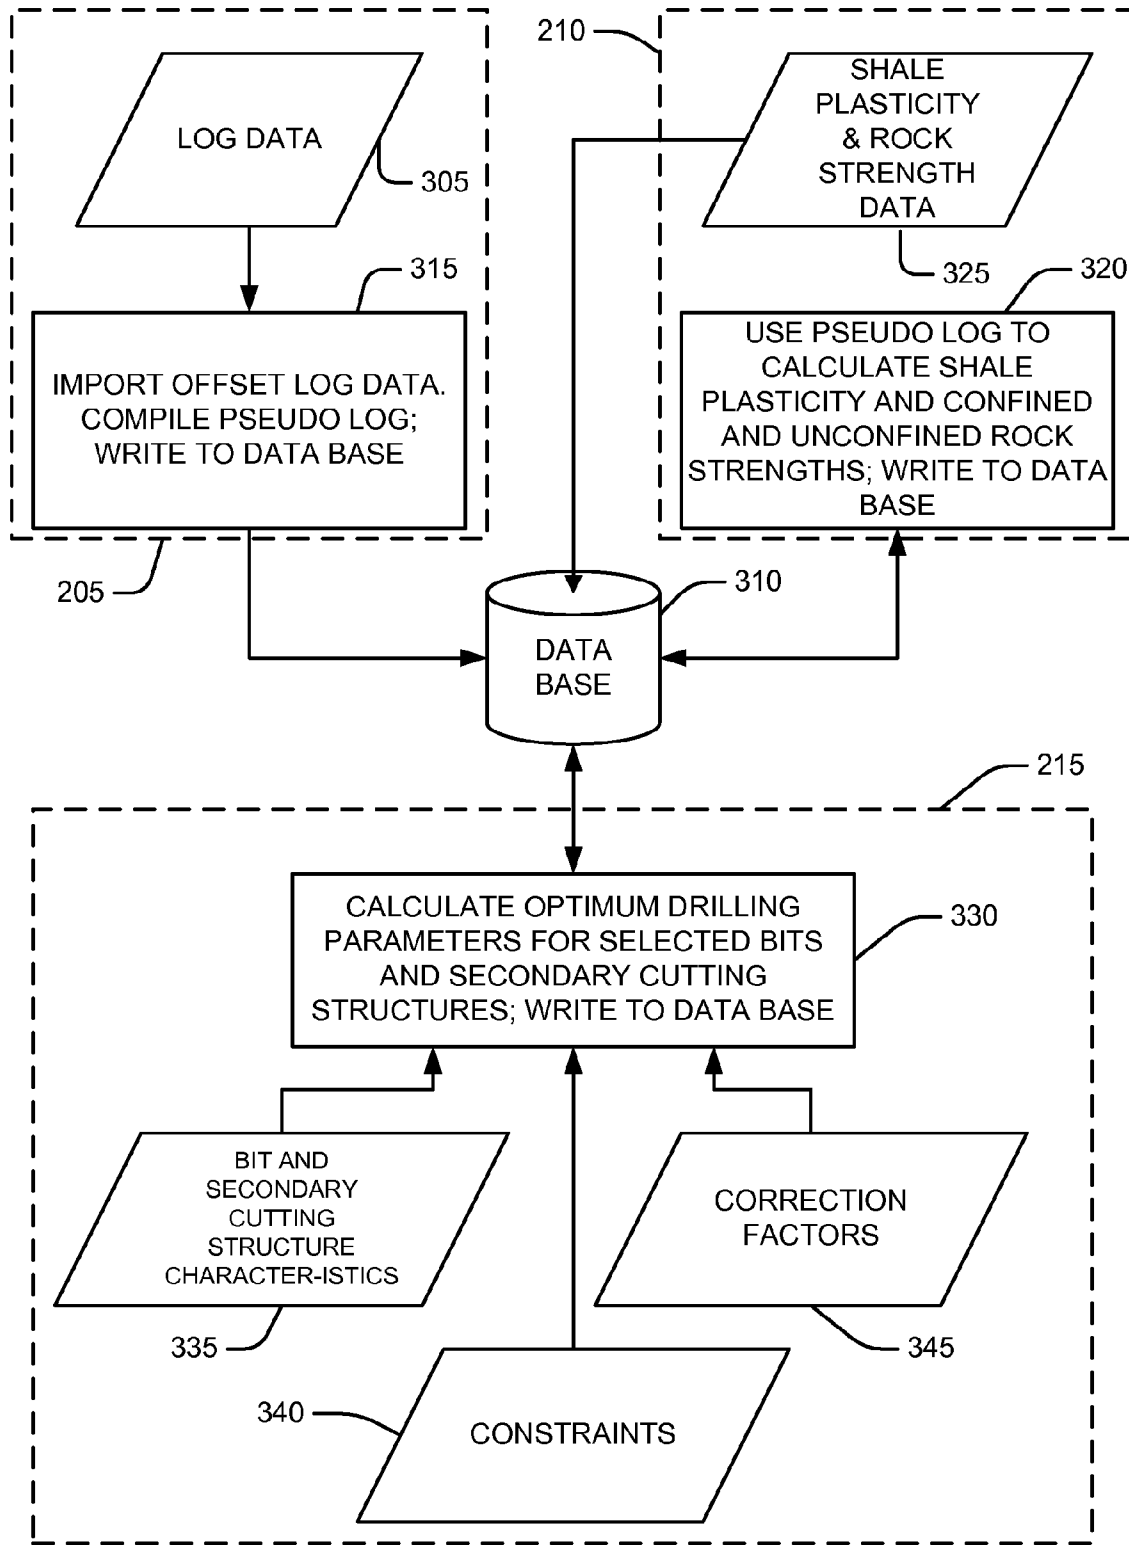 LOG DATA
305
315
IMPORT OFFSET LOG DATA.
COMPILE PSEUDO LOG;
WRITE TO DATA BASE
205
210
SHALE
PLASTICITY
& ROCK
STRENGTH
DATA
325
320
USE PSEUDO LOG TO
CALCULATE SHALE
PLASTICITY AND CONFINED
AND UNCONFINED ROCK
STRENGTHS; WRITE TO DATA
BASE
310
DATA
BASE
215
CALCULATE OPTIMUM DRILLING
PARAMETERS FOR SELECTED BITS
AND SECONDARY CUTTING
STRUCTURES; WRITE TO DATA BASE
330
BIT AND
SECONDARY
CUTTING
STRUCTURE
CHARACTER-ISTICS
335
CORRECTION
FACTORS
345
340
CONSTRAINTS